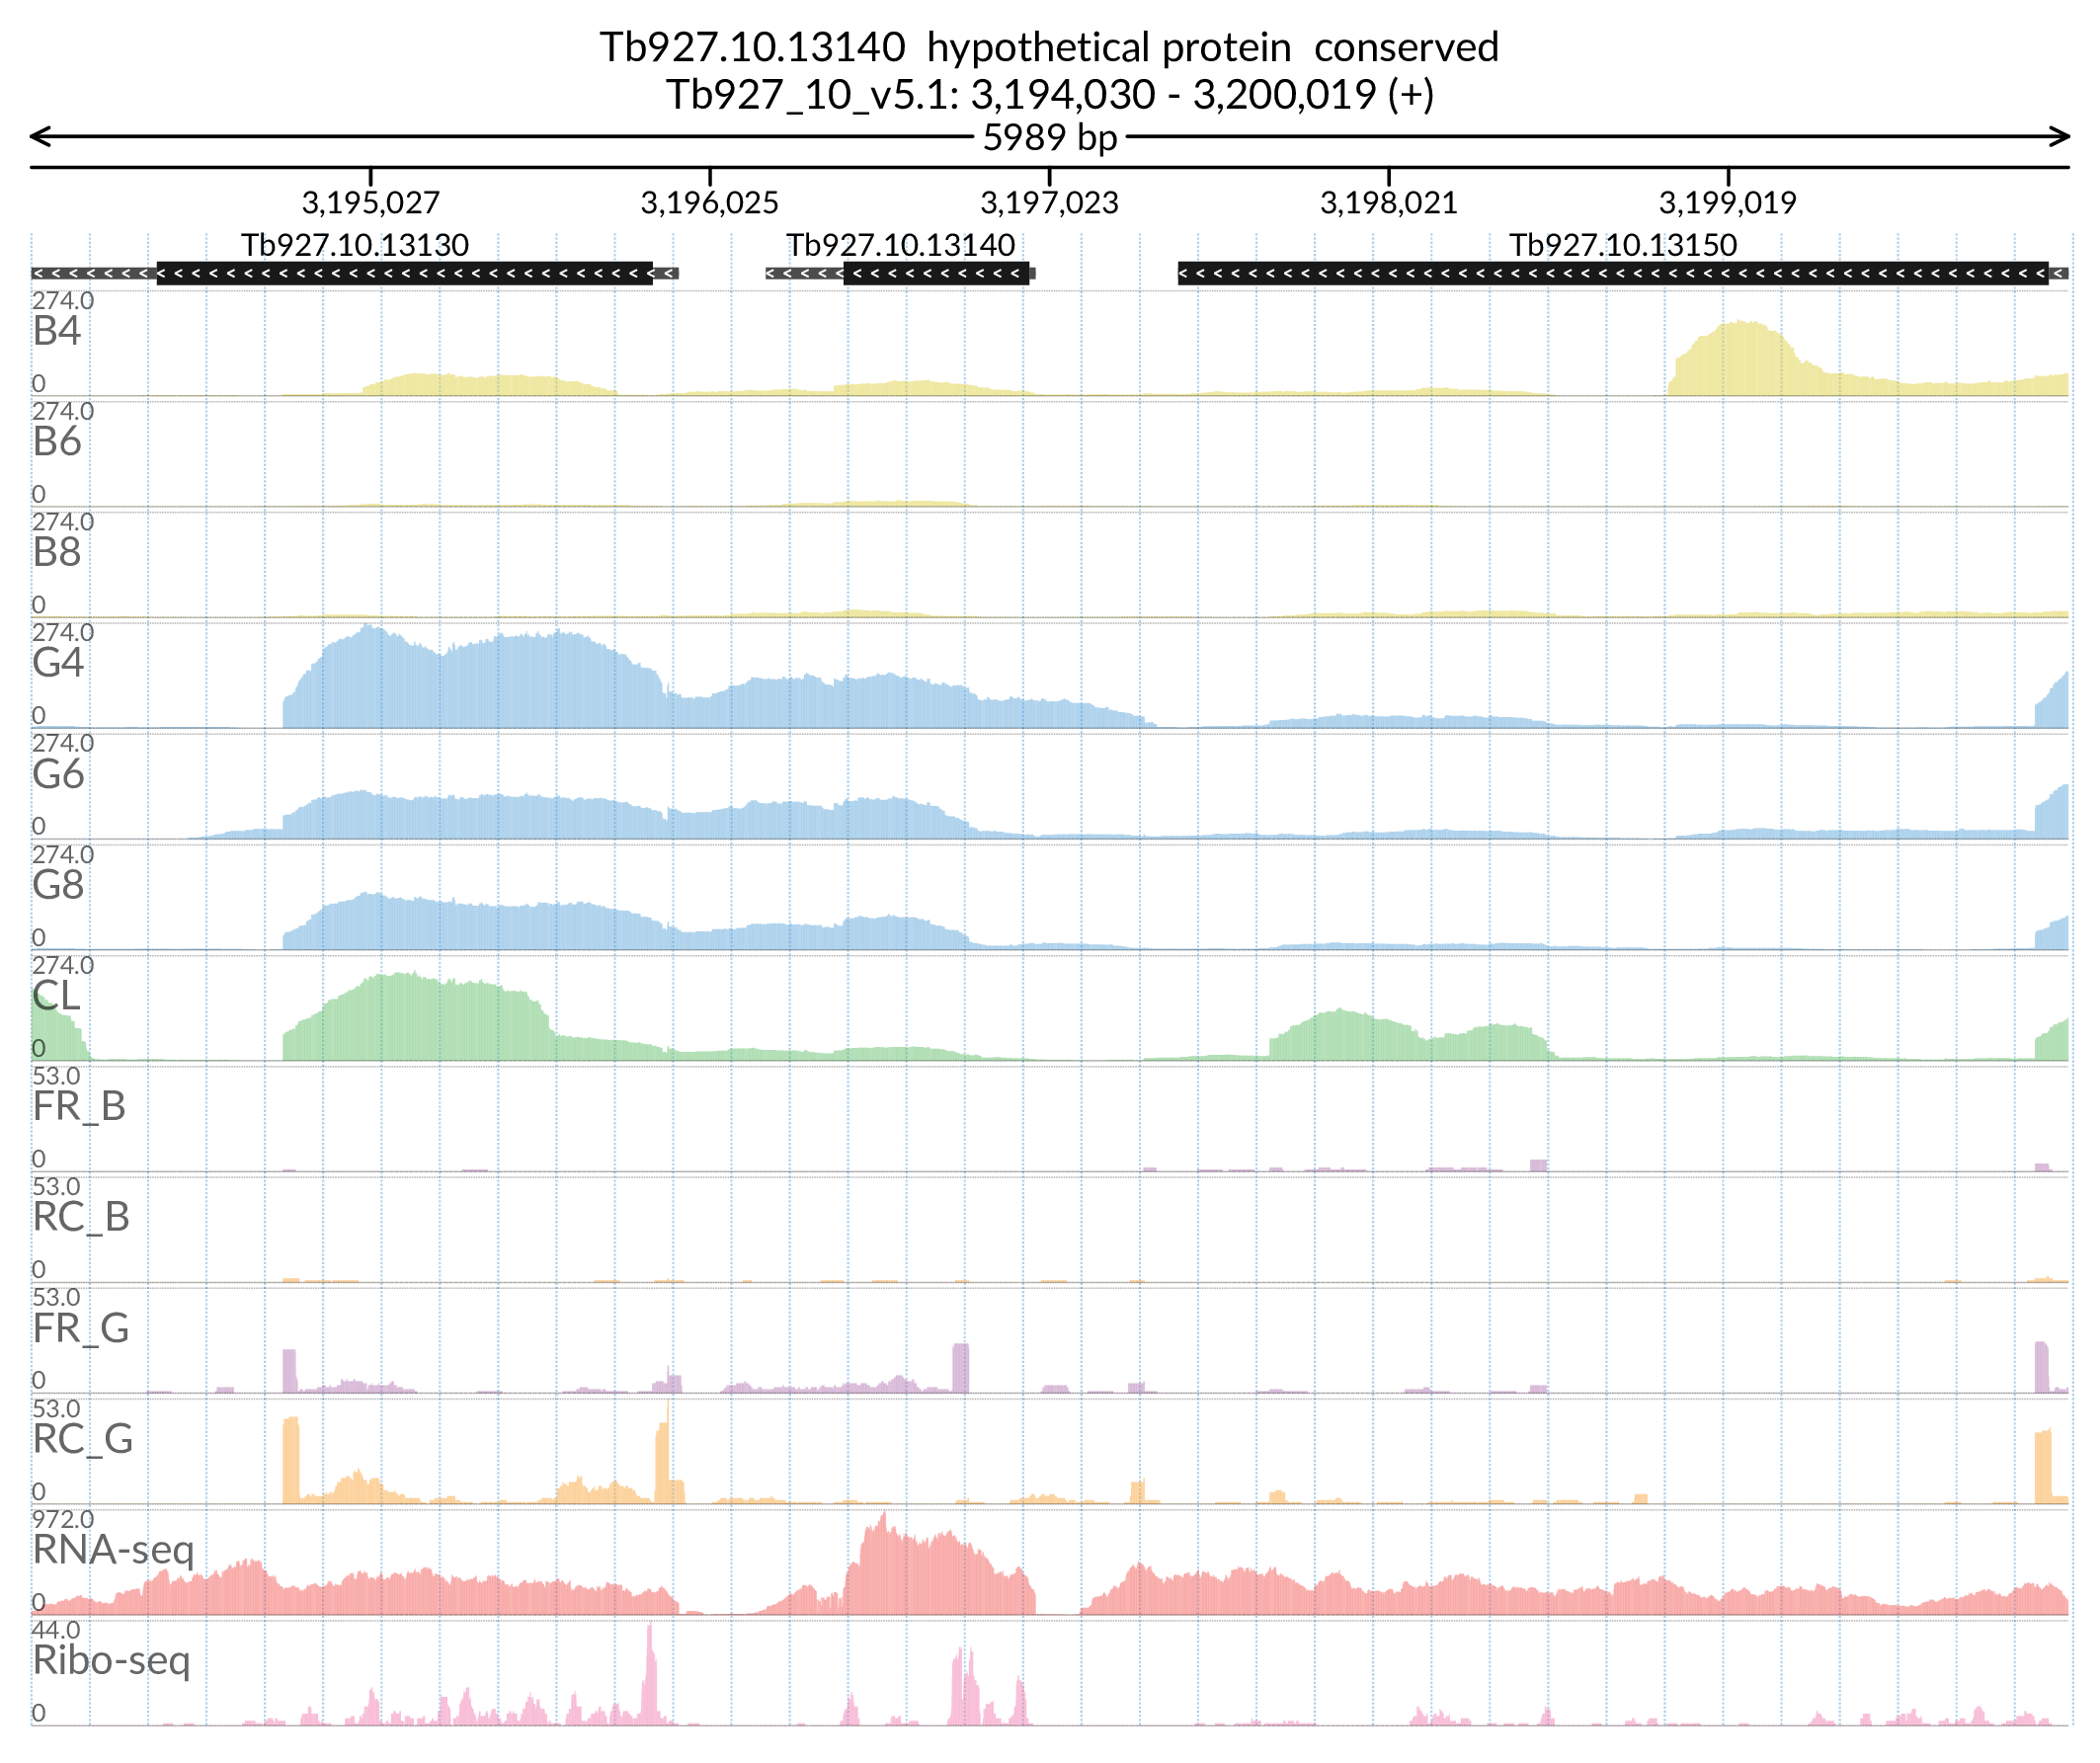 Tb927.10.13140 hypothetical protein conserved
Tb927_10_v5.1: 3,194,030 - 3,200,019 (+)
5989 bp
3,195,027 3,196,025 3,197,023 3,198,021 3,199,019
Tb927.10.13130 Tb927.10.13140 Tb927.10.13150
274.0
B4
0
274.0
B6
0
274.0
B8
0
274.0
G4
0
274.0
G6
0
274.0
G8
0
274.0
CL
0
53.0
FR_B
0
53.0
RC_B
0
53.0
FR_G
0
53.0
RC_G
0
972.0
RNA-seq
0
44.0
Ribo-seq
0